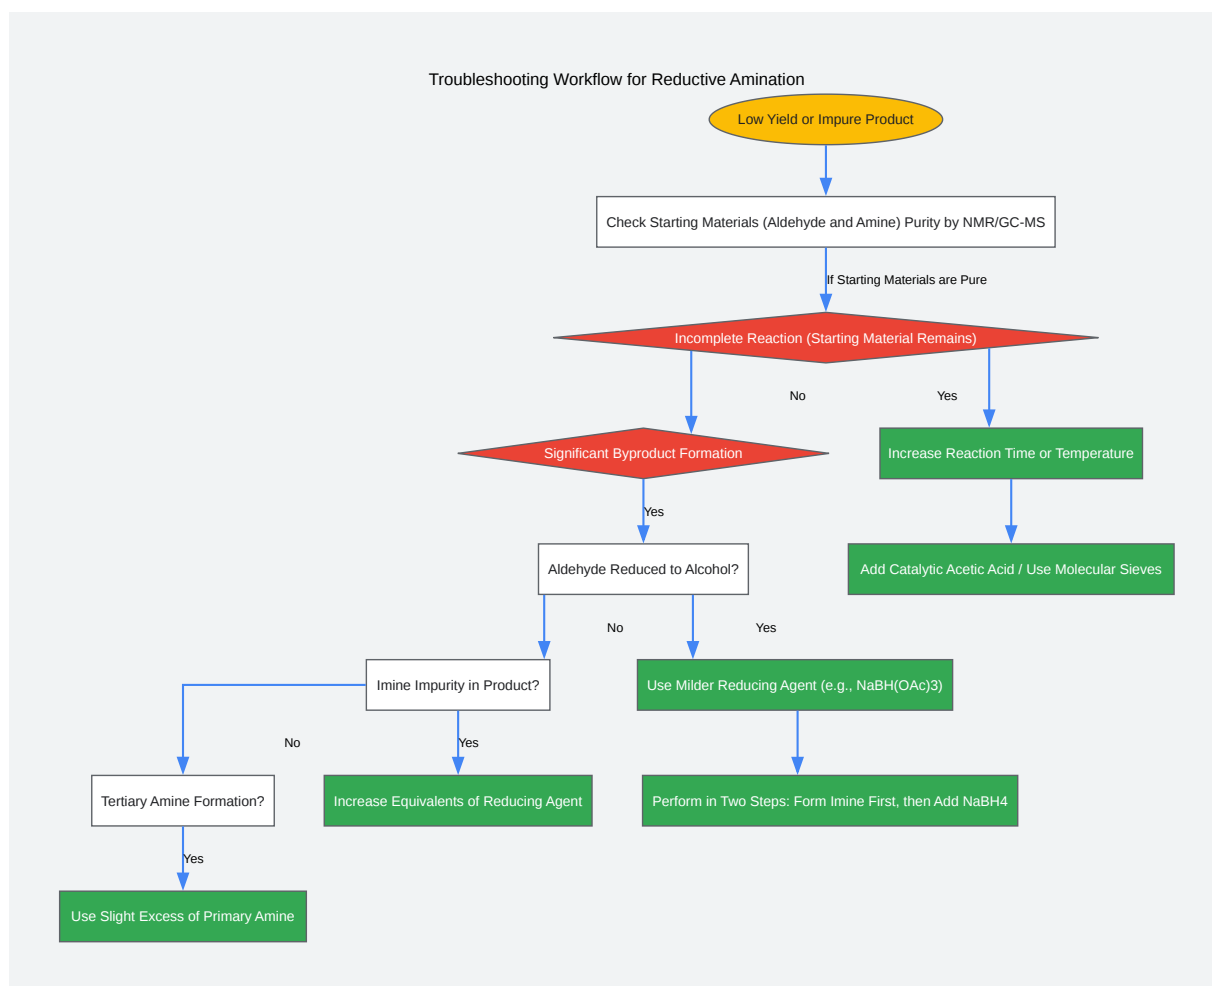 Troubleshooting Workflow for Reductive Amination
Low Yield or Impure Product
Check Starting Materials (Aldehyde and Amine) Purity by NMR/GC-MS
If Starting Materials are Pure
Incomplete Reaction (Starting Material Remains)
No
Yes
Significant Byproduct Formation
Increase Reaction Time or Temperature
Yes
Aldehyde Reduced to Alcohol?
Add Catalytic Acetic Acid / Use Molecular Sieves
No
Yes
Imine Impurity in Product?
Use Milder Reducing Agent (e.g., NaBH(OAc)3)
No
Yes
Tertiary Amine Formation?
Increase Equivalents of Reducing Agent
Perform in Two Steps: Form Imine First, then Add NaBH4
Yes
Use Slight Excess of Primary Amine